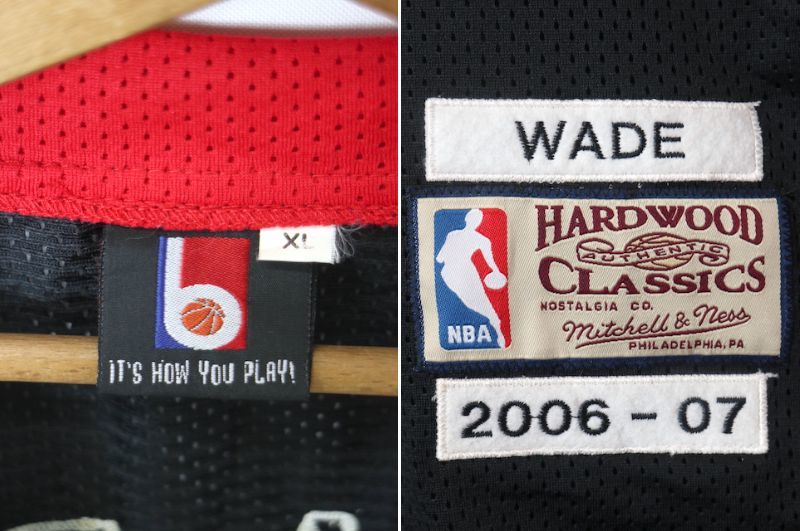 XL
b
IT'S HOW YOU PLAY!
WADE
HARDWOOD
AUTHENTIC
CLASSICS
NOSTALGIA CO.
Mitchell & Ness
PHILADELPHIA, PA
NBA
2006 - 07